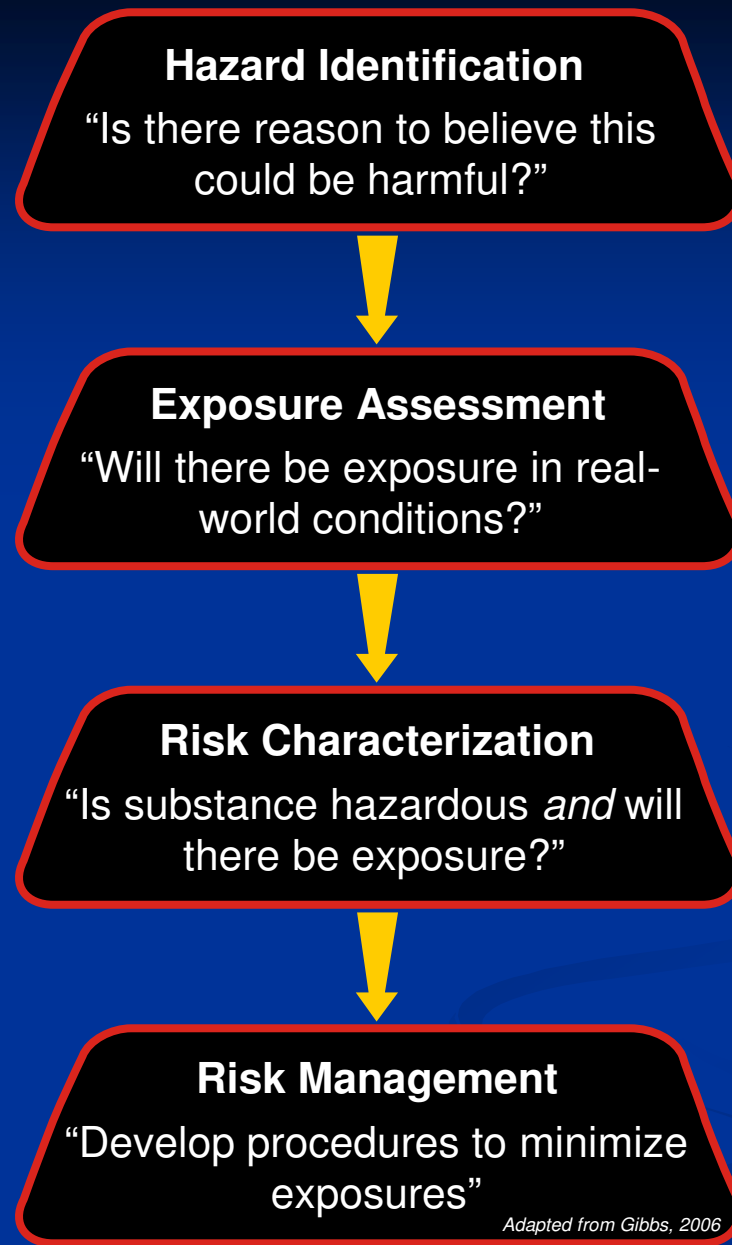 Hazard Identification
“Is there reason to believe this
could be harmful?”
Exposure Assessment
“Will there be exposure in real-
world conditions?”
Risk Characterization
“Is substance hazardous and will
there be exposure?”
Risk Management
“Develop procedures to minimize
exposures”
Adapted from Gibbs, 2006